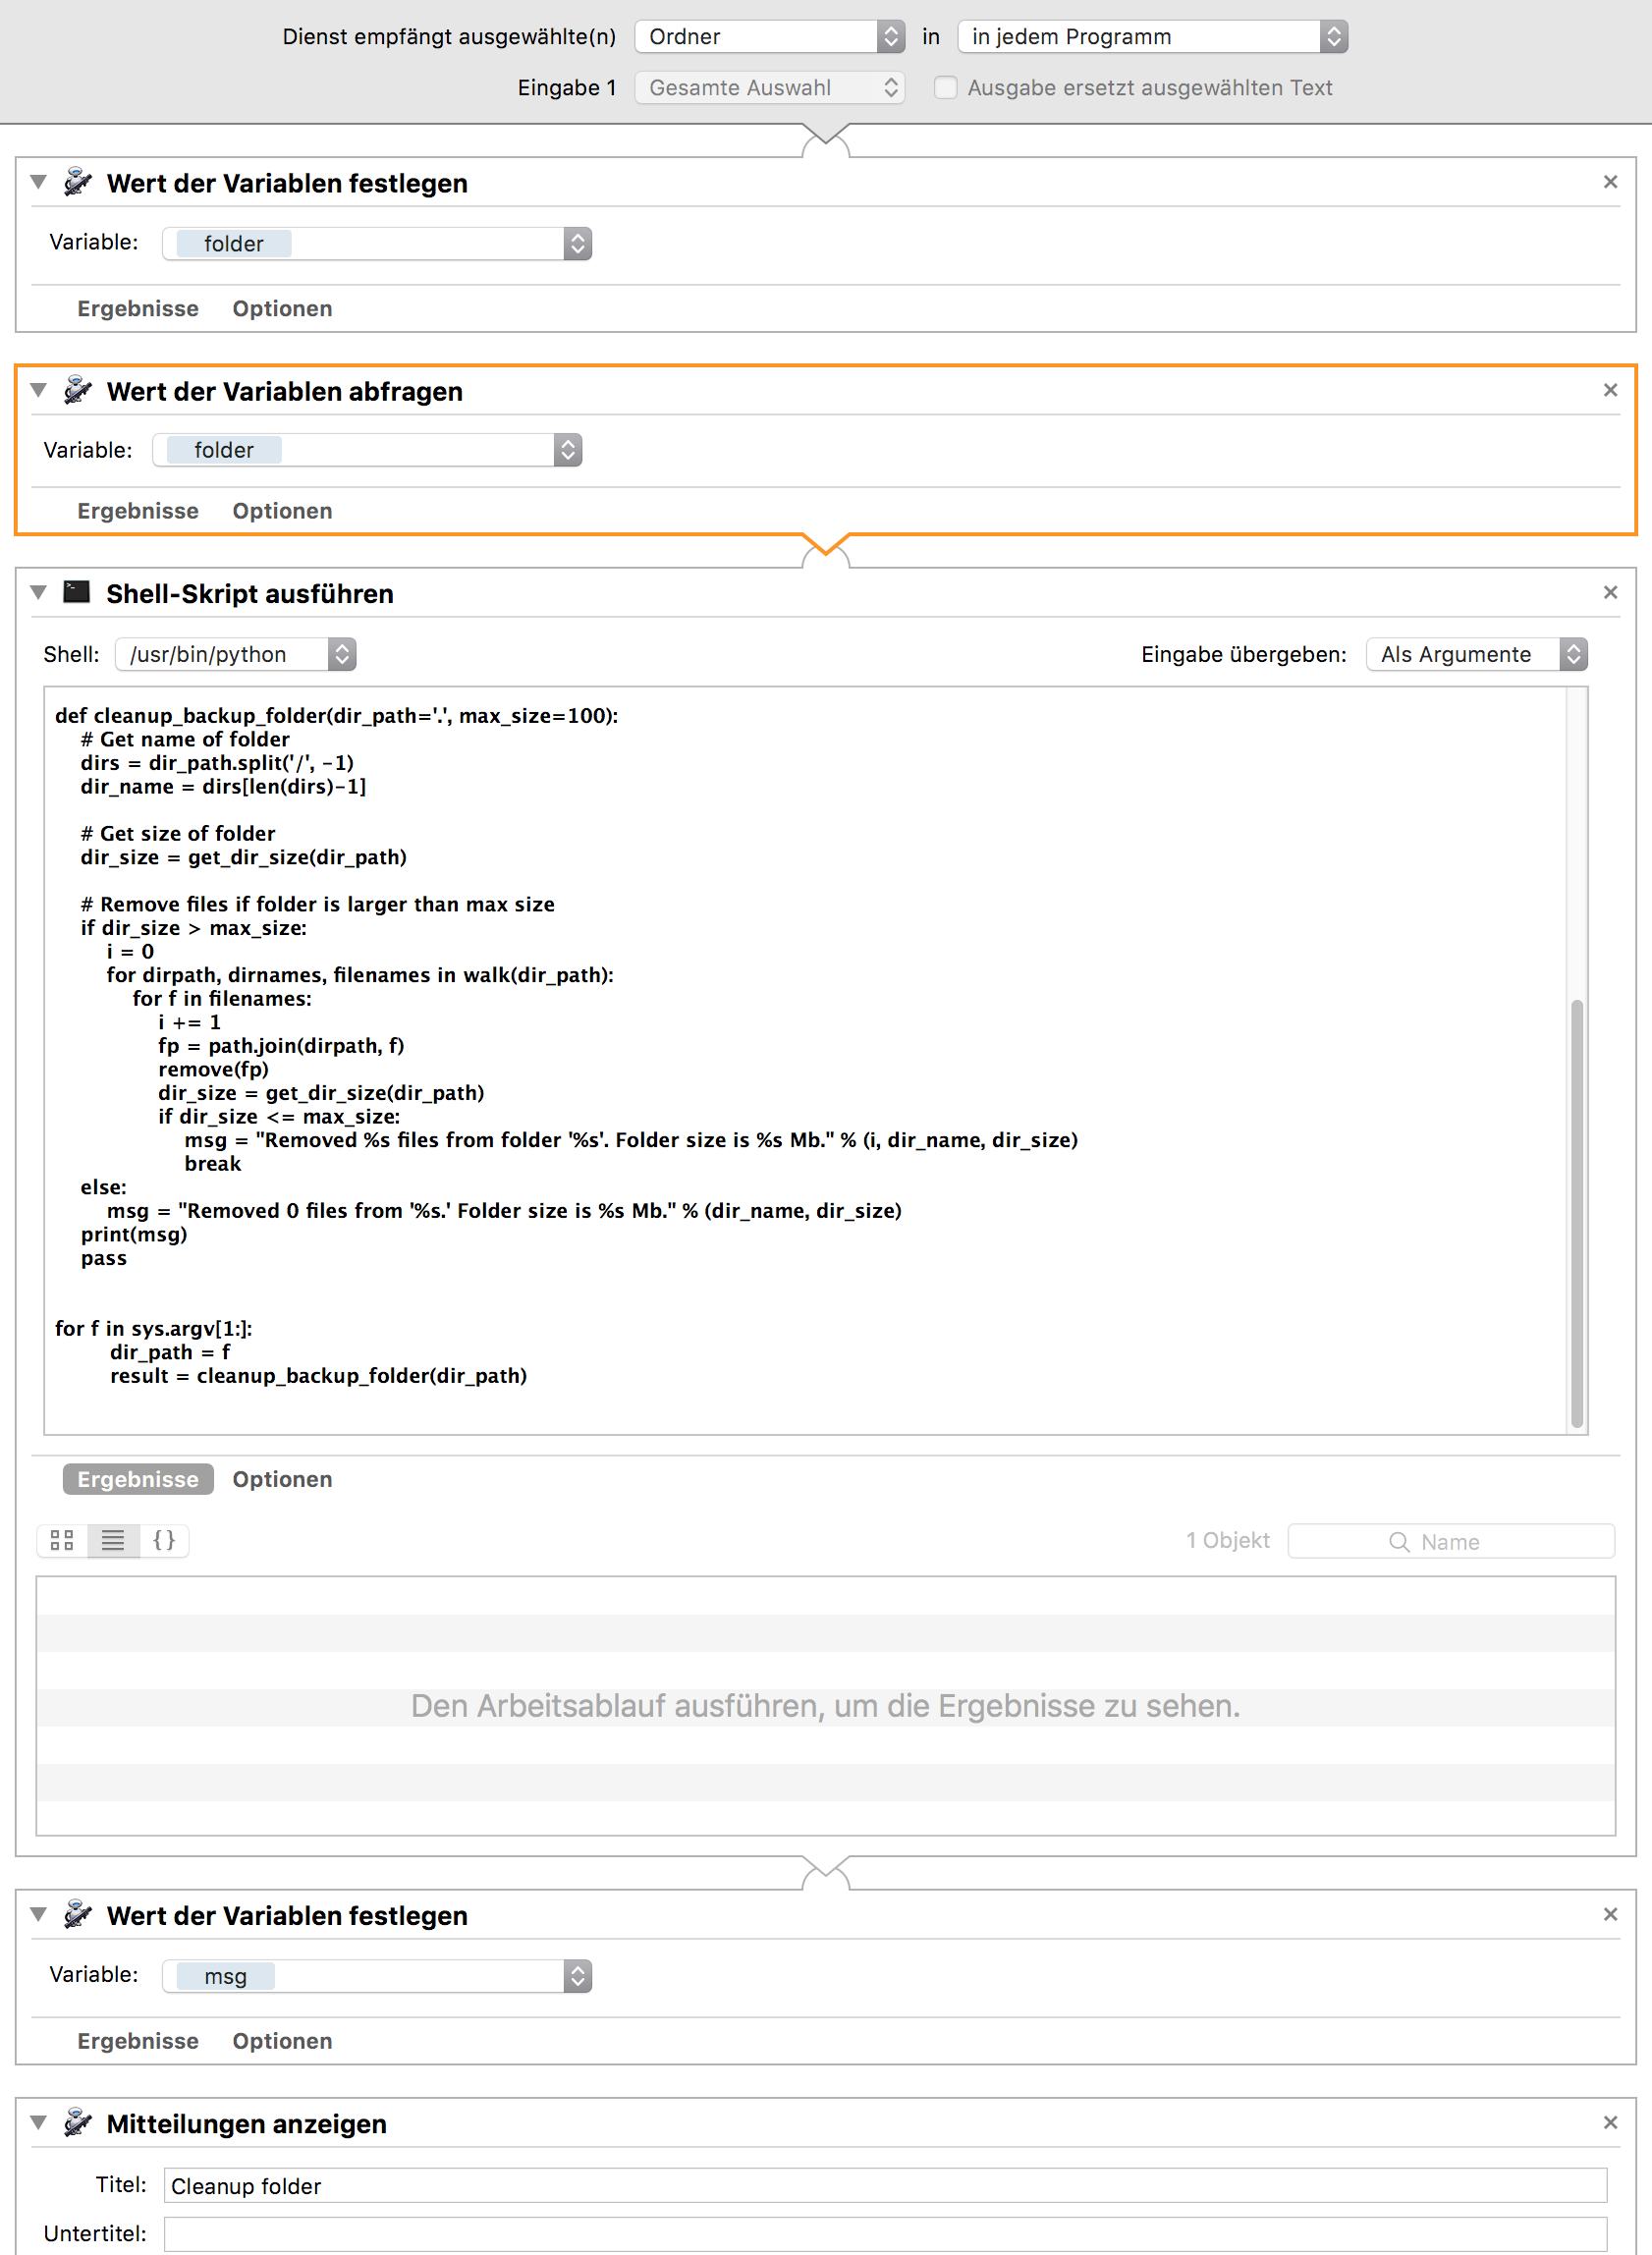 Dienst empfängt ausgewählte(n) Ordner in in jedem Programm
Eingabe 1 Gesamte Auswahl Ausgabe ersetzt ausgewählten Text
Wert der Variablen festlegen
Variable: folder
Ergebnisse Optionen
Wert der Variablen abfragen
Variable: folder
Ergebnisse Optionen
Shell-Skript ausführen
Shell: /usr/bin/python Eingabe übergeben: Als Argumente
def cleanup_backup_folder(dir_path='.', max_size=100):
    # Get name of folder
    dirs = dir_path.split('/', -1)
    dir_name = dirs[len(dirs)-1]

    # Get size of folder
    dir_size = get_dir_size(dir_path)

    # Remove files if folder is larger than max size
    if dir_size > max_size:
        i = 0
        for dirpath, dirnames, filenames in walk(dir_path):
            for f in filenames:
                i += 1
                fp = path.join(dirpath, f)
                remove(fp)
                dir_size = get_dir_size(dir_path)
                if dir_size <= max_size:
                    msg = "Removed %s files from folder '%s'. Folder size is %s Mb." % (i, dir_name, dir_size)
                    break
    else:
        msg = "Removed 0 files from '%s.' Folder size is %s Mb." % (dir_name, dir_size)
    print(msg)
    pass

for f in sys.argv[1:]:
        dir_path = f
        result = cleanup_backup_folder(dir_path)
Ergebnisse Optionen
{} 1 Objekt Name
Den Arbeitsablauf ausführen, um die Ergebnisse zu sehen.
Wert der Variablen festlegen
Variable: msg
Ergebnisse Optionen
Mitteilungen anzeigen
Titel: Cleanup folder
Untertitel: